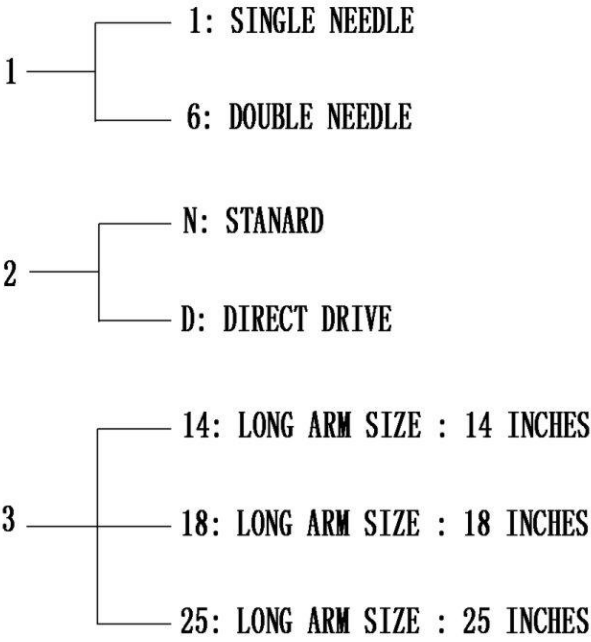 1
1: SINGLE NEEDLE
6: DOUBLE NEEDLE
2
N: STANARD
D: DIRECT DRIVE
3
14: LONG ARM SIZE : 14 INCHES
18: LONG ARM SIZE : 18 INCHES
25: LONG ARM SIZE : 25 INCHES